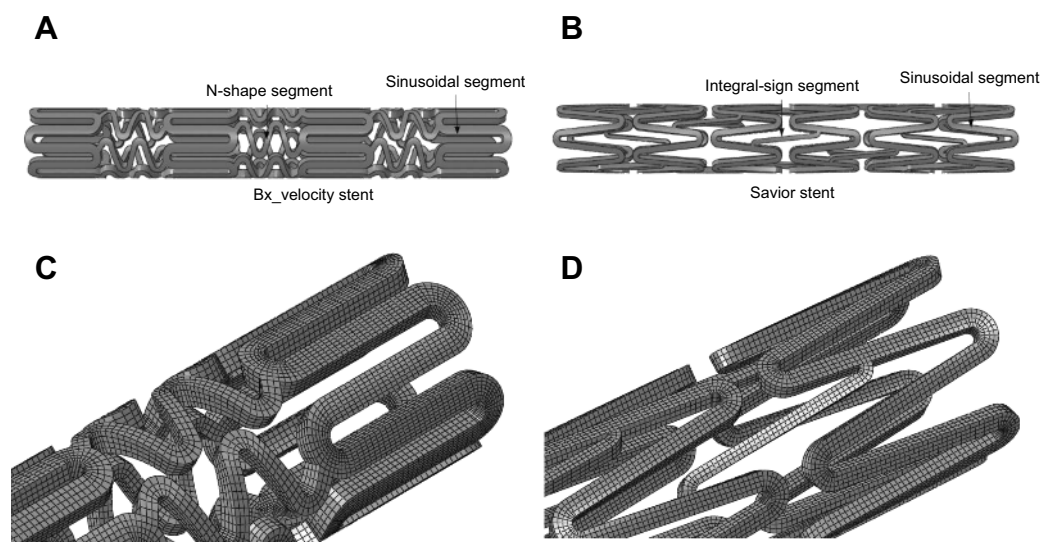 A
B
N-shape segment
Sinusoidal segment
Integral-sign segment
Sinusoidal segment
Bx_velocity stent
Savior stent
C
D